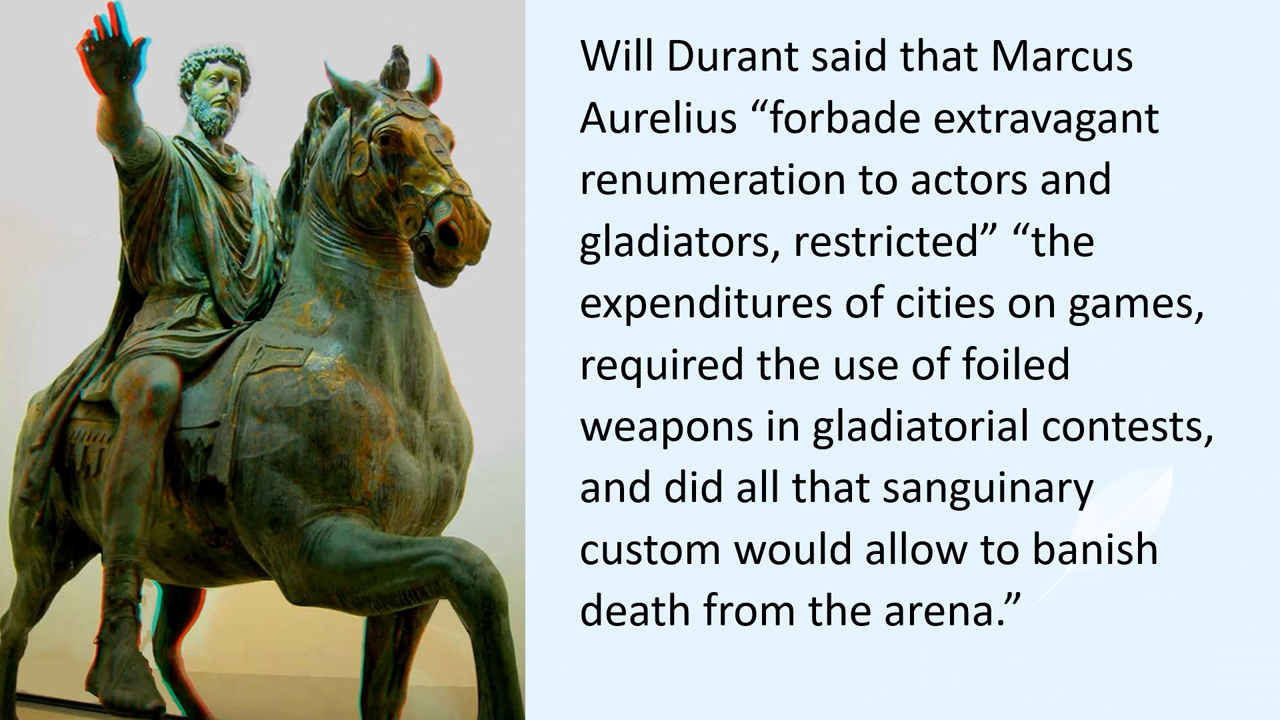 Will Durant said that Marcus
Aurelius “forbade extravagant
renumeration to actors and
gladiators, restricted” “the
expenditures of cities on games,
required the use of foiled
weapons in gladiatorial contests,
and did all that sanguinary
custom would allow to banish
death from the arena.”